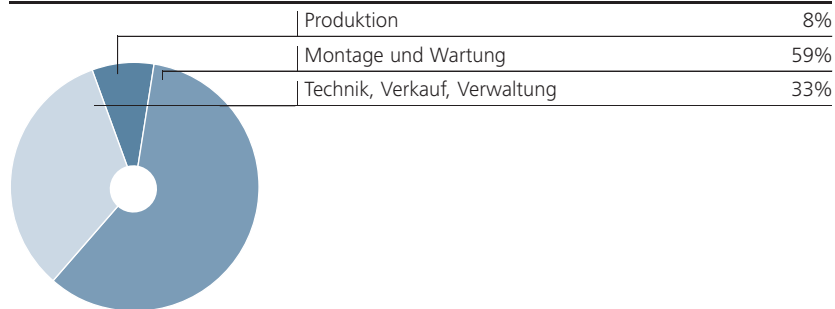 Produktion 8%
Montage und Wartung 59%
Technik, Verkauf, Verwaltung 33%